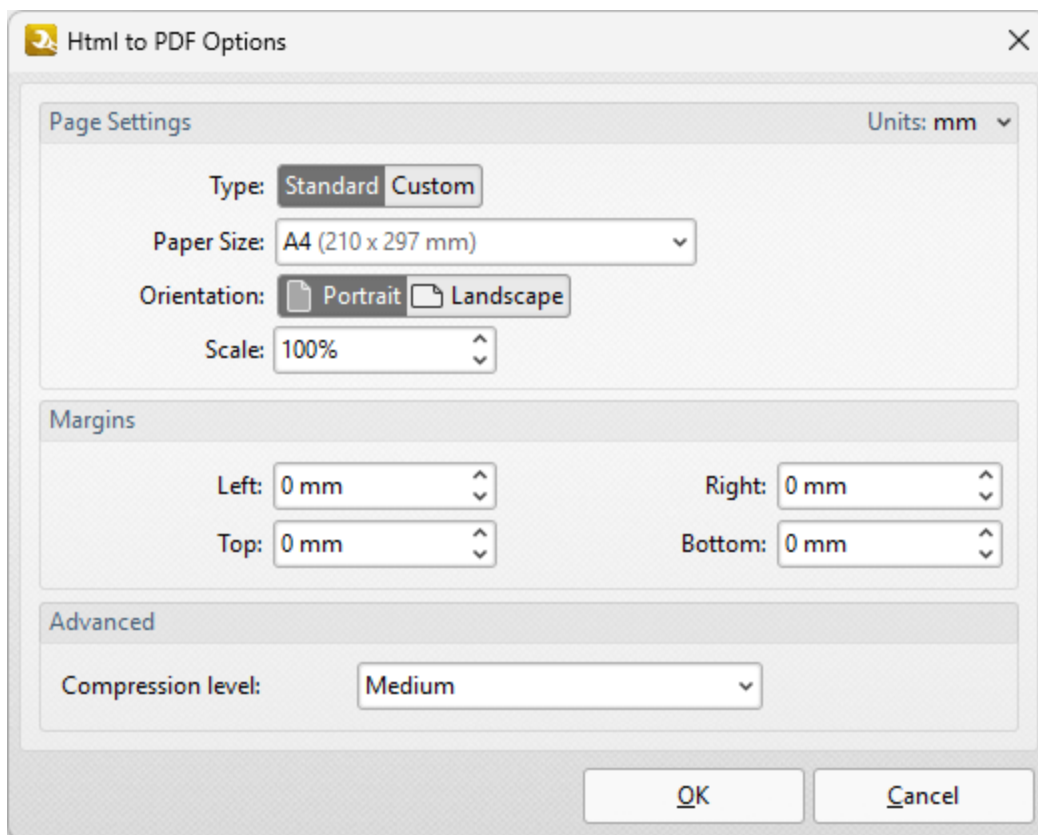 Html to PDF Options
Page Settings Units: mm
Type: Standard Custom
Paper Size: A4 (210 x 297 mm)
Orientation: Portrait Landscape
Scale: 100%
Margins
Left: 0 mm Right: 0 mm
Top: 0 mm Bottom: 0 mm
Advanced
Compression level: Medium
OK Cancel